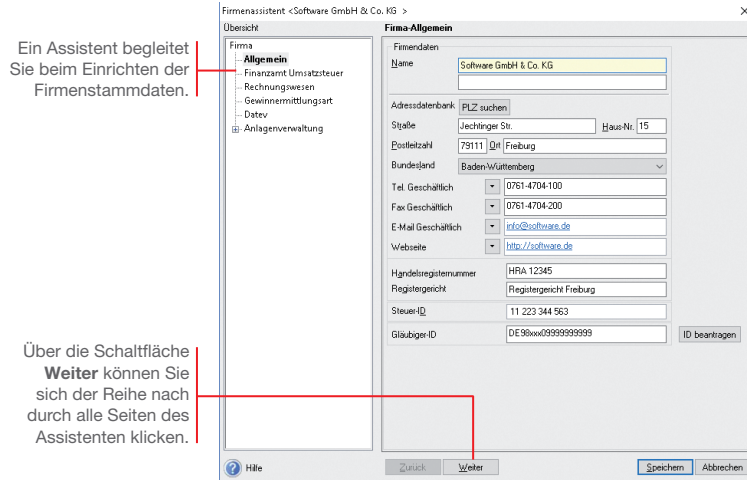 Firmenassistent <Software GmbH & Co. KG >
Übersicht
Firma-Allgemein
Ein Assistent begleitet
Sie beim Einrichten der
Firmenstammdaten.
Firma
Allgemein
Finanzamt Umsatzsteuer
Rechnungswesen
Gewinnermittlungsart
Datev
Anlagenverwaltung
Firmendaten
Name Software GmbH & Co. KG
Adressdatenbank PLZ suchen
Straße Jechtinger Str. Haus-Nr. 15
Postleitzahl 79111 Ort Freiburg
Bundesland Baden-Württemberg
Tel. Geschäftlich 0761-4704-100
Fax Geschäftlich 0761-4704-200
E-Mail Geschäftlich info@software.de
Webseite http://software.de
Handelsregisternummer HRA 12345
Registergericht Registergericht Freiburg
Steuer-ID 11 223 344 563
Gläubiger-ID DE98xxx09999999999 ID beantragen
Über die Schaltfläche
Weiter können Sie
sich der Reihe nach
durch alle Seiten des
Assistenten klicken.
Hilfe Zurück Weiter Speichern Abbrechen